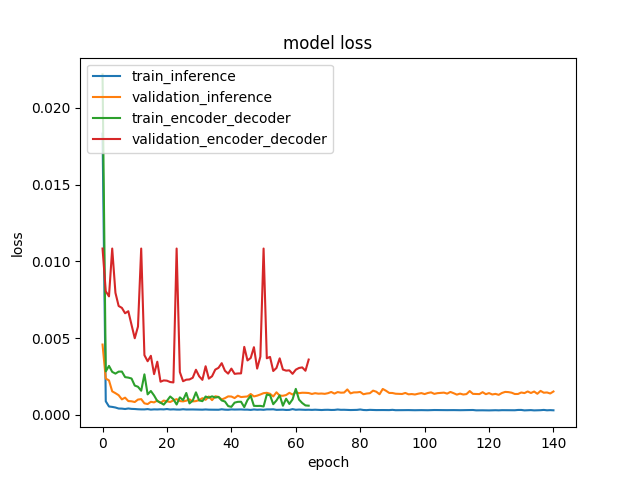 model loss
train_inference
validation_inference
train_encoder_decoder
validation_encoder_decoder
loss
0.020
0.015
0.010
0.005
0.000
0 20 40 60 80 100 120 140
epoch